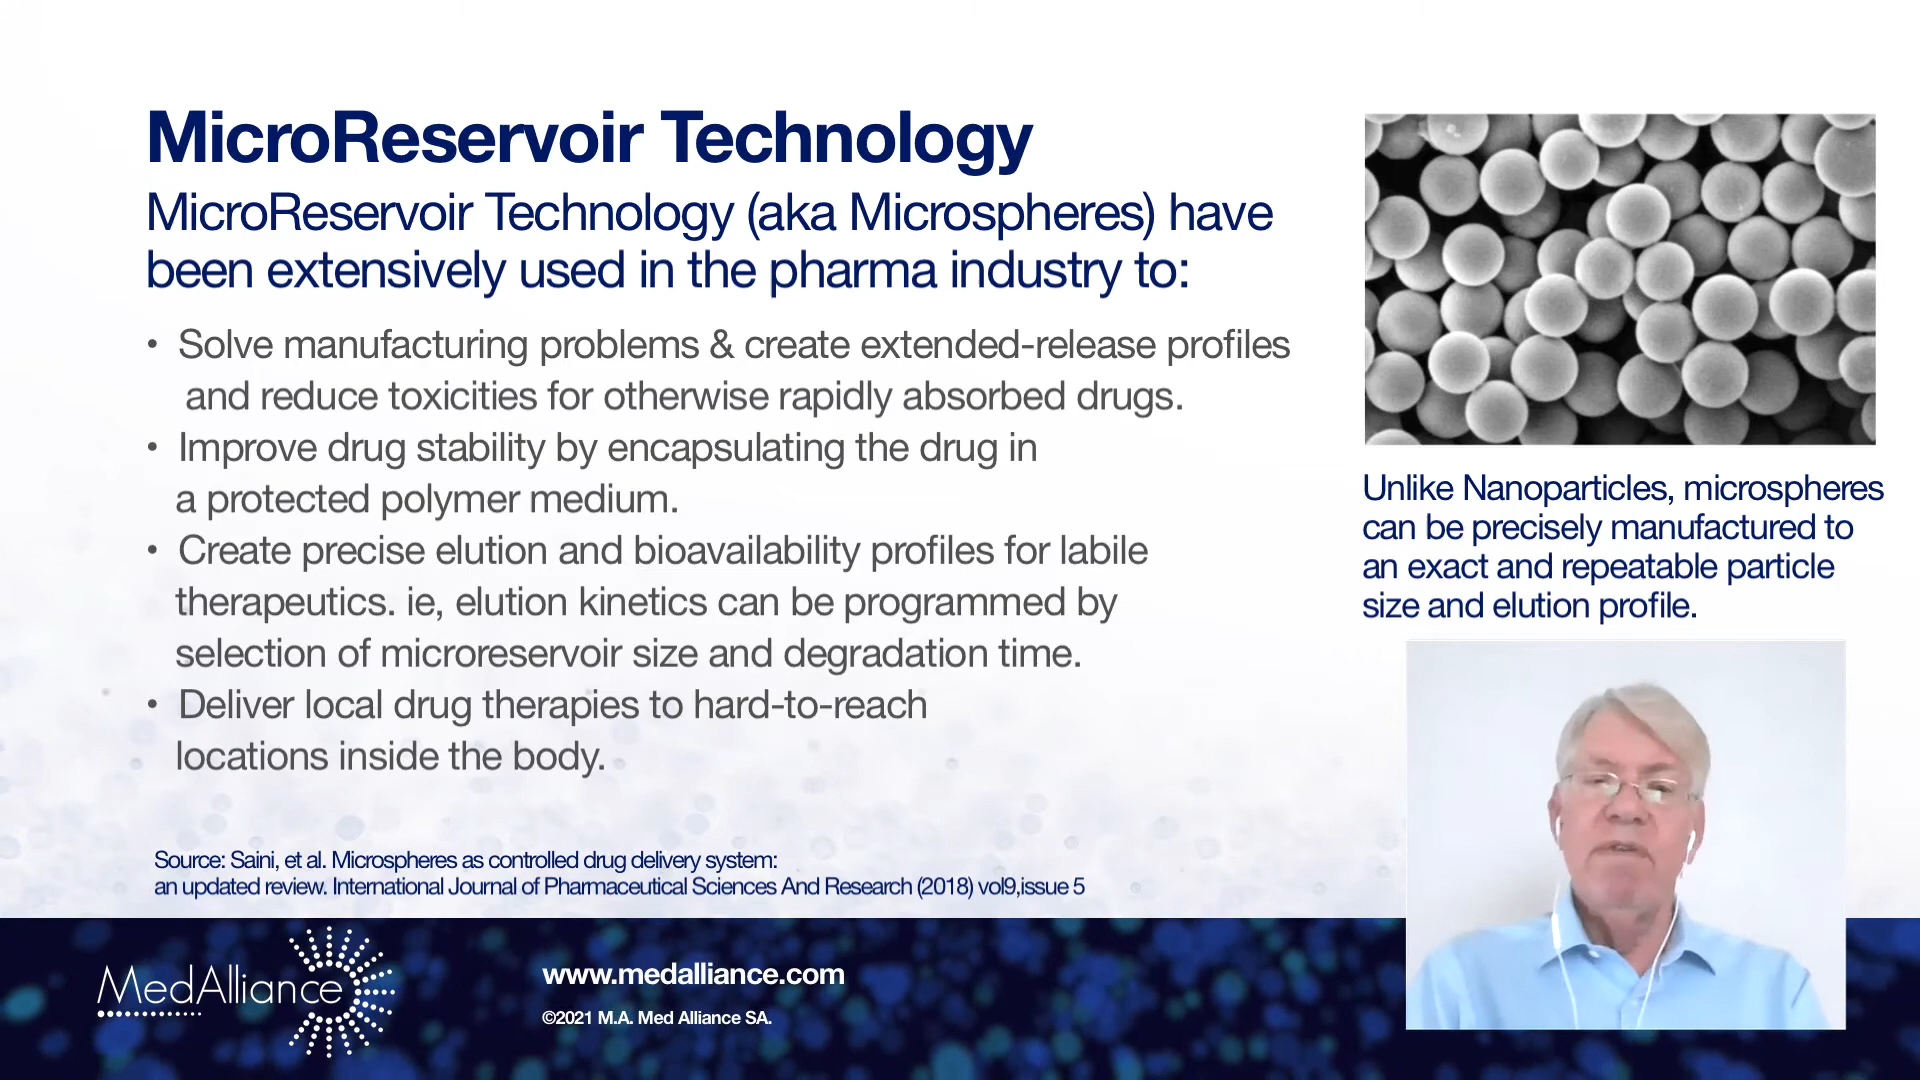 MicroReservoir Technology
MicroReservoir Technology (aka Microspheres) have
been extensively used in the pharma industry to:
• Solve manufacturing problems & create extended-release profiles
and reduce toxicities for otherwise rapidly absorbed drugs.
• Improve drug stability by encapsulating the drug in
a protected polymer medium.
• Create precise elution and bioavailability profiles for labile
therapeutics. ie, elution kinetics can be programmed by
selection of microreservoir size and degradation time.
• Deliver local drug therapies to hard-to-reach
locations inside the body.
Unlike Nanoparticles, microspheres
can be precisely manufactured to
an exact and repeatable particle
size and elution profile.
Source: Saini, et al. Microspheres as controlled drug delivery system:
an updated review. International Journal of Pharmaceutical Sciences And Research (2018) vol9,issue 5
MedAlliance
www.medalliance.com
©2021 M.A. Med Alliance SA.